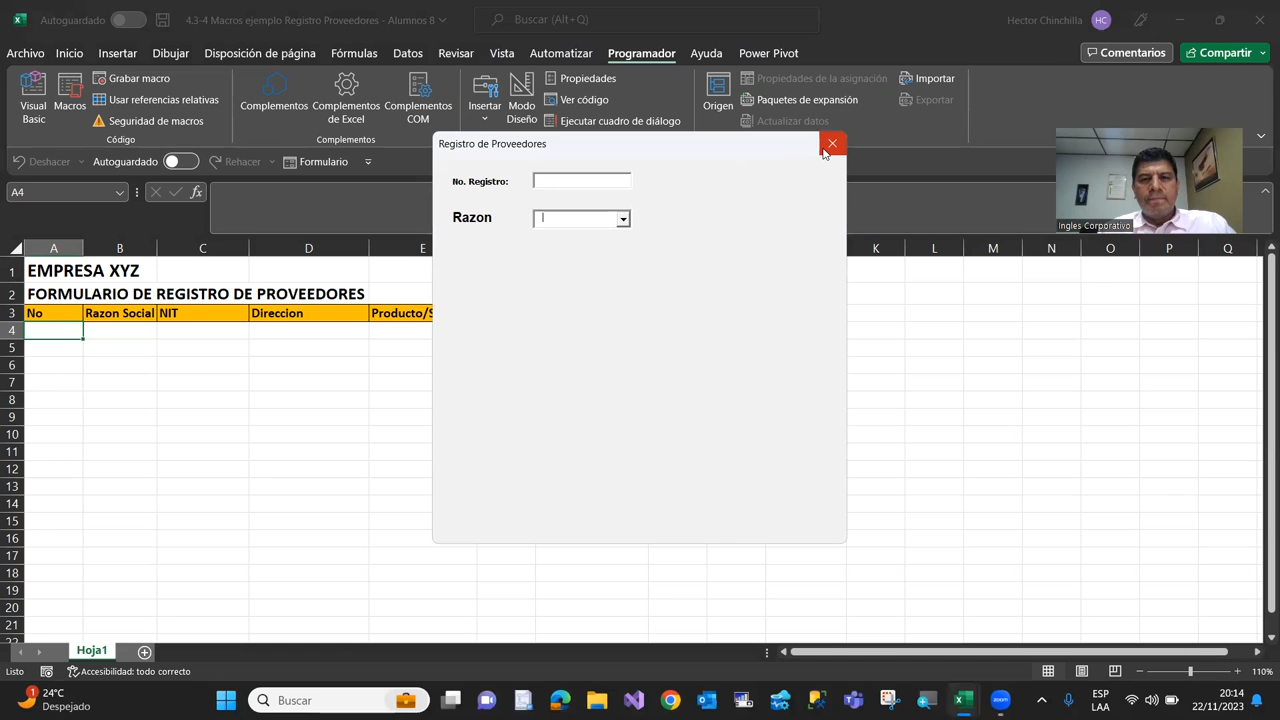 Autoguardado
4.3-4 Macros ejemplo Registro Proveedores - Alumnos 8
Buscar (Alt+Q)
Hector Chinchilla
HC
Archivo Inicio Insertar Dibujar Disposición de página Fórmulas Datos Revisar Vista Automatizar Programador Ayuda Power Pivot
Comentarios
Compartir
Visual Basic
Macros
Grabar macro
Usar referencias relativas
Seguridad de macros
Código
Complementos
Complementos de Excel
Complementos COM
Complementos
Insertar
Modo Diseño
Propiedades
Ver código
Ejecutar cuadro de diálogo
Origen
Propiedades de la asignación
Paquetes de expansión
Actualizar datos
Importar
Exportar
Deshacer Autoguardado Rehacer Formulario
A4
fx
Ingles Corporativo
Registro de Proveedores
No. Registro:
Razon
A B C D E K L M N O P Q
1 EMPRESA XYZ
2 FORMULARIO DE REGISTRO DE PROVEEDORES
3 No Razon Social NIT Direccion Producto/S
4
5
6
7
8
9
10
11
12
13
14
15
16
17
18
19
20
21
22
Hoja1
Listo
Accesibilidad: todo correcto
110%
1
24°C
Despejado
Buscar
ESP
LAA
20:14
22/11/2023